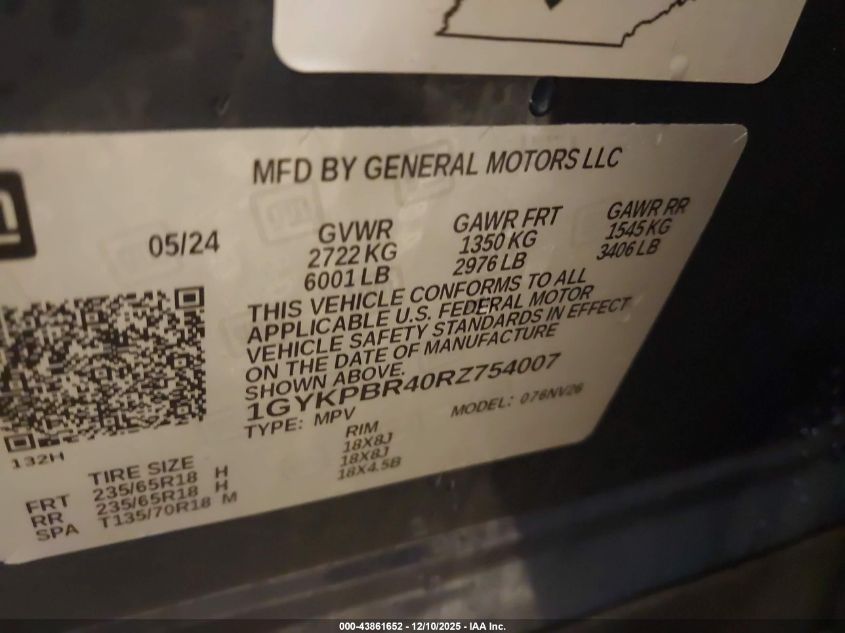 MFD BY GENERAL MOTORS LLC
05/24
GVWR
2722 KG
6001 LB
GAWR FRT
1350 KG
2976 LB
GAWR RR
1545 KG
3406 LB
THIS VEHICLE CONFORMS TO ALL
APPLICABLE U.S. FEDERAL MOTOR
VEHICLE SAFETY STANDARDS IN EFFECT
ON THE DATE OF MANUFACTURE
SHOWN ABOVE.
1GYKPBR40RZ754007
TYPE: MPV
MODEL: 076NV26
132H
TIRE SIZE
RIM
FRT 235/65R18 H 18X8J
RR 235/65R18 H 18X8J
SPA T135/70R18 M 18X4.5B
000-43861652 - 12/10/2025 - IAA Inc.